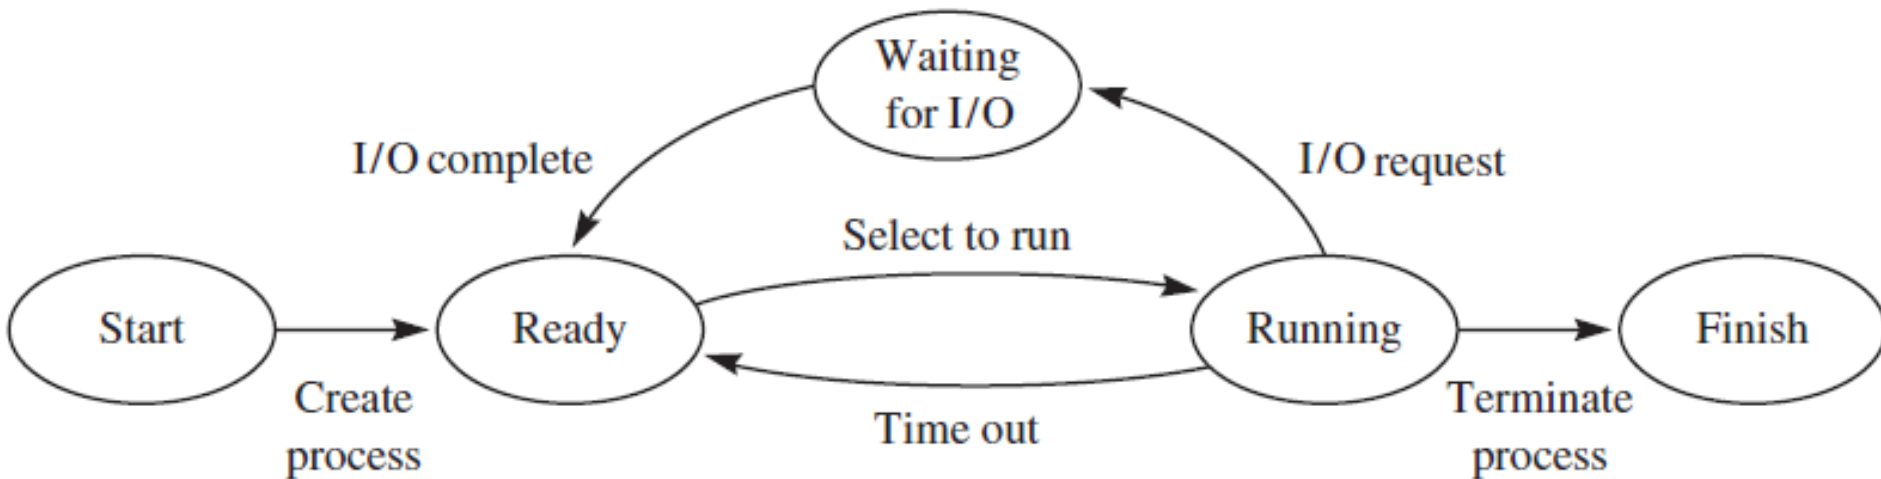 Waiting
for I/O
I/O complete
I/O request
Select to run
Start
Ready
Running
Finish
Create
process
Time out
Terminate
process